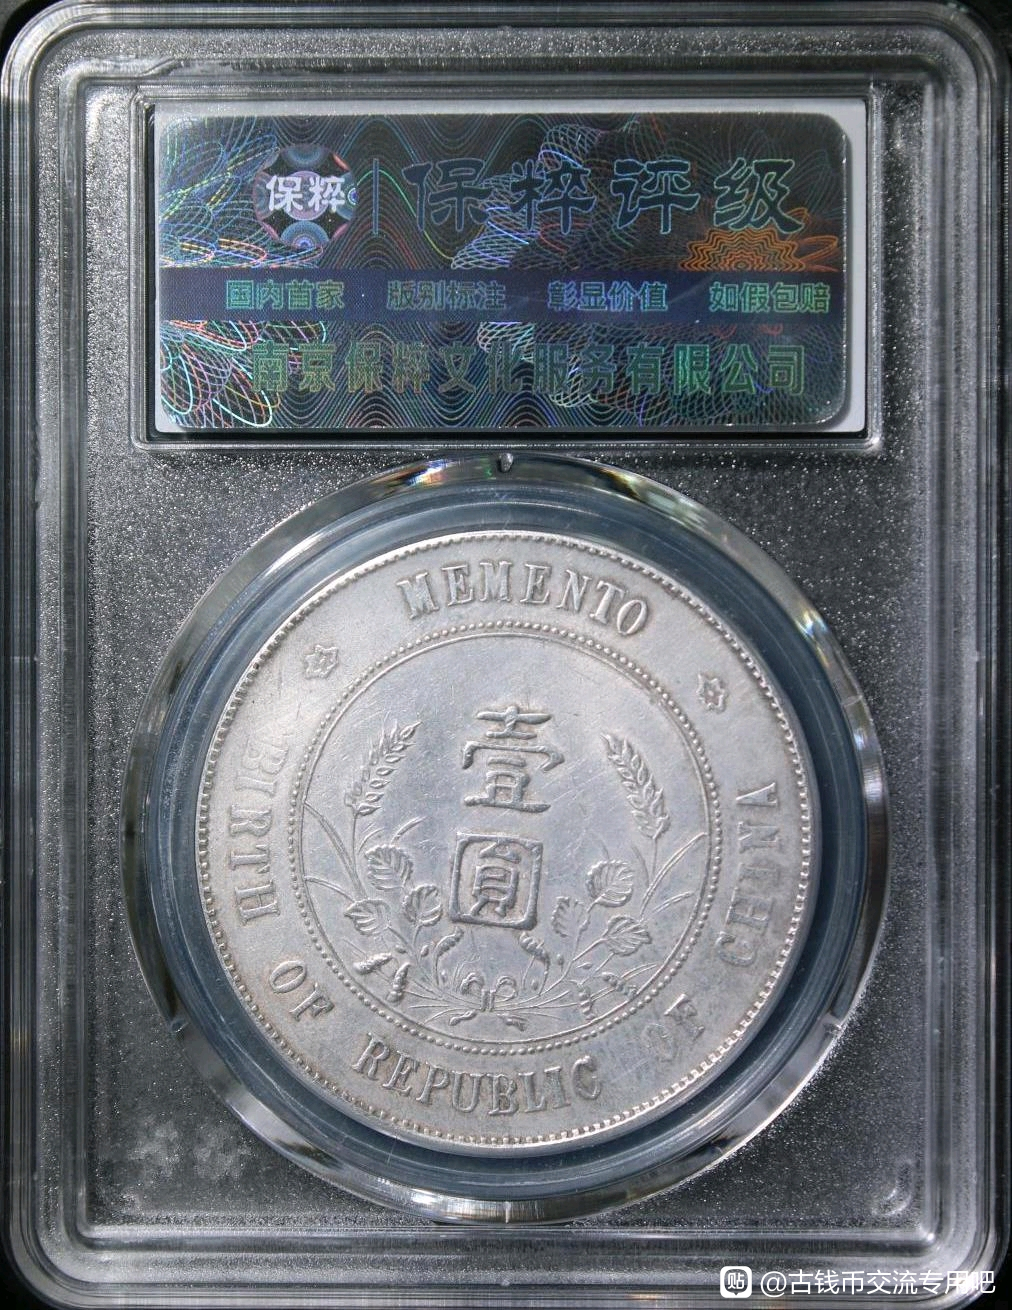 保粹 保粹评级
国内首家 版别标注 彰显价值 如假包赔
南京保粹文化服务有限公司
MEMENTO
BIRTH OF REPUBLIC OF CHINA
壹
圓
贴 @古钱币交流专用吧